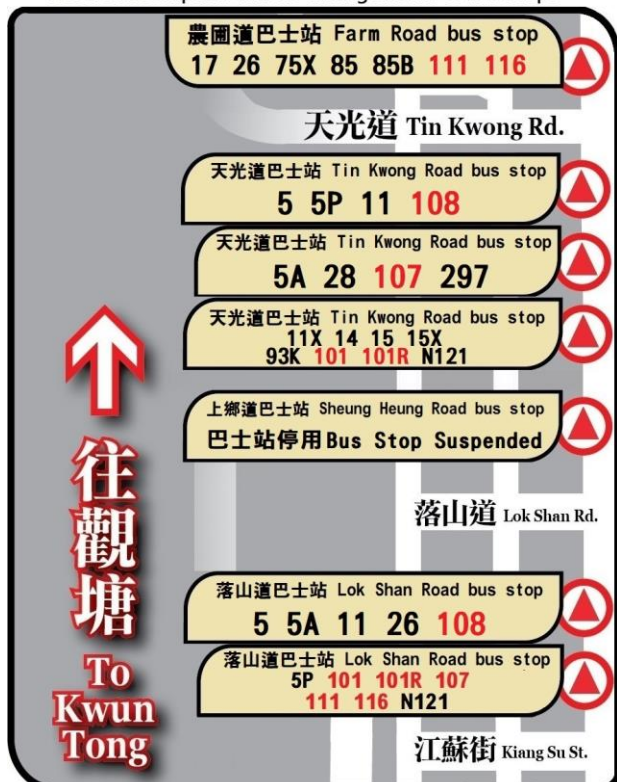 農圃道巴士站 Farm Road bus stop
17 26 75X 85 85B 111 116
天光道 Tin Kwong Rd.
天光道巴士站 Tin Kwong Road bus stop
5 5P 11 108
天光道巴士站 Tin Kwong Road bus stop
5A 28 107 297
天光道巴士站 Tin Kwong Road bus stop
11X 14 15 15X
93K 101 101R N121
上鄉道巴士站 Sheung Heung Road bus stop
巴士站停用 Bus Stop Suspended
落山道 Lok Shan Rd.
落山道巴士站 Lok Shan Road bus stop
5 5A 11 26 108
落山道巴士站 Lok Shan Road bus stop
5P 101 101R 107
111 116 N121
江蘇街 Kiang Su St.
往觀塘
To
Kwun
Tong